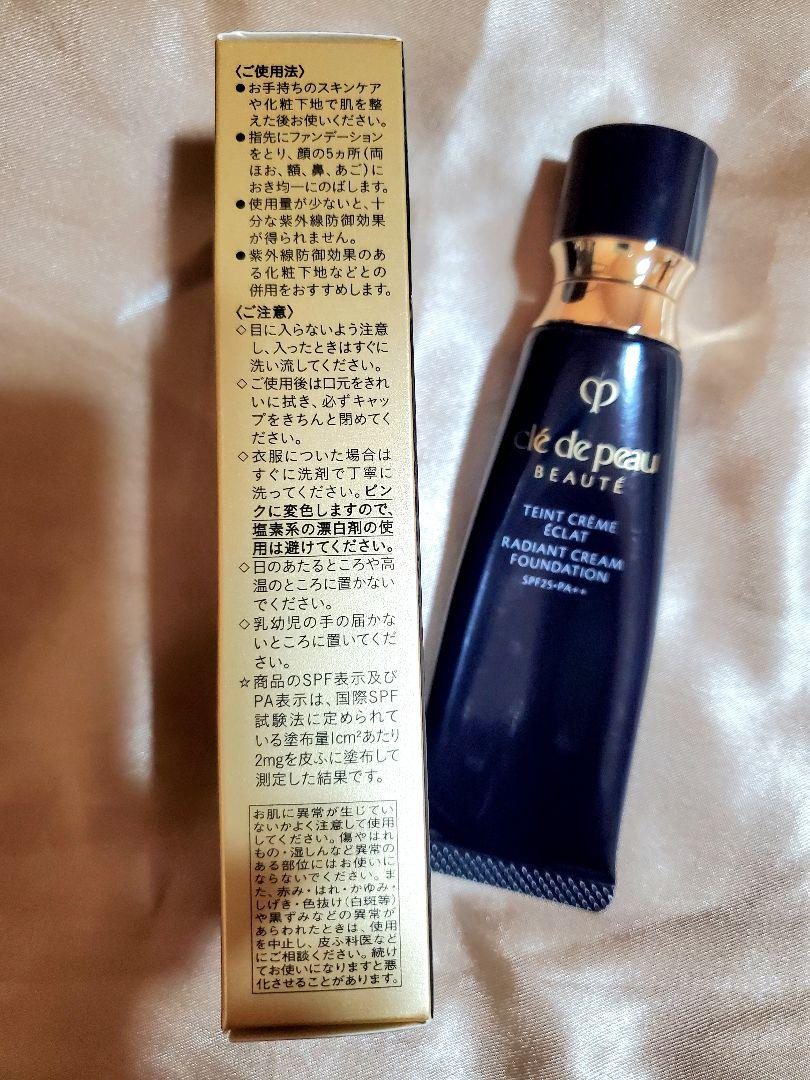 〈ご使用法〉
●お手持ちのスキンケア
や化粧下地で肌を整
えた後お使いください。
●指先にファンデーション
をとり、顔の5ヵ所(両
ほお、額、鼻、あご)に
おき均一にのばします。
●使用量が少ないと、十
分な紫外線防御効果
が得られません。
●紫外線防御効果のあ
る化粧下地などとの
併用をおすすめします。
〈ご注意〉
◇目に入らないよう注意
し、入ったときはすぐに
洗い流してください。
◇ご使用後は口元をきれ
いに拭き、必ずキャッ
プをきちんと閉めてく
ださい。
◇衣服についた場合は
すぐに洗剤で丁寧に
洗ってください。ピン
クに変色しますので、
塩素系の漂白剤の使
用は避けてください。
◇日のあたるところや高
温のところに置かない
でください。
◇乳幼児の手の届かな
いところに置いてくだ
さい。
☆商品のSPF表示及び
PA表示は、国際SPF
試験法に定められて
いる塗布量1cm²あたり
2mgを皮ふに塗布して
測定した結果です。
お肌に異常が生じてい
ないかよく注意して使用
してください。傷やはれ
もの・湿しんなど異常の
ある部位にはお使いに
ならないでください。ま
た、赤み・はれ・かゆみ・
しげき・色抜け(白斑等)
や黒ずみなどの異常が
あらわれたときは、使用
を中止し、皮ふ科医など
にご相談ください。続け
てお使いになりますと悪
化させることがあります。
clé de peau
BEAUTÉ
TEINT CRÈME
ÉCLAT
RADIANT CREAM
FOUNDATION
SPF25・PA++